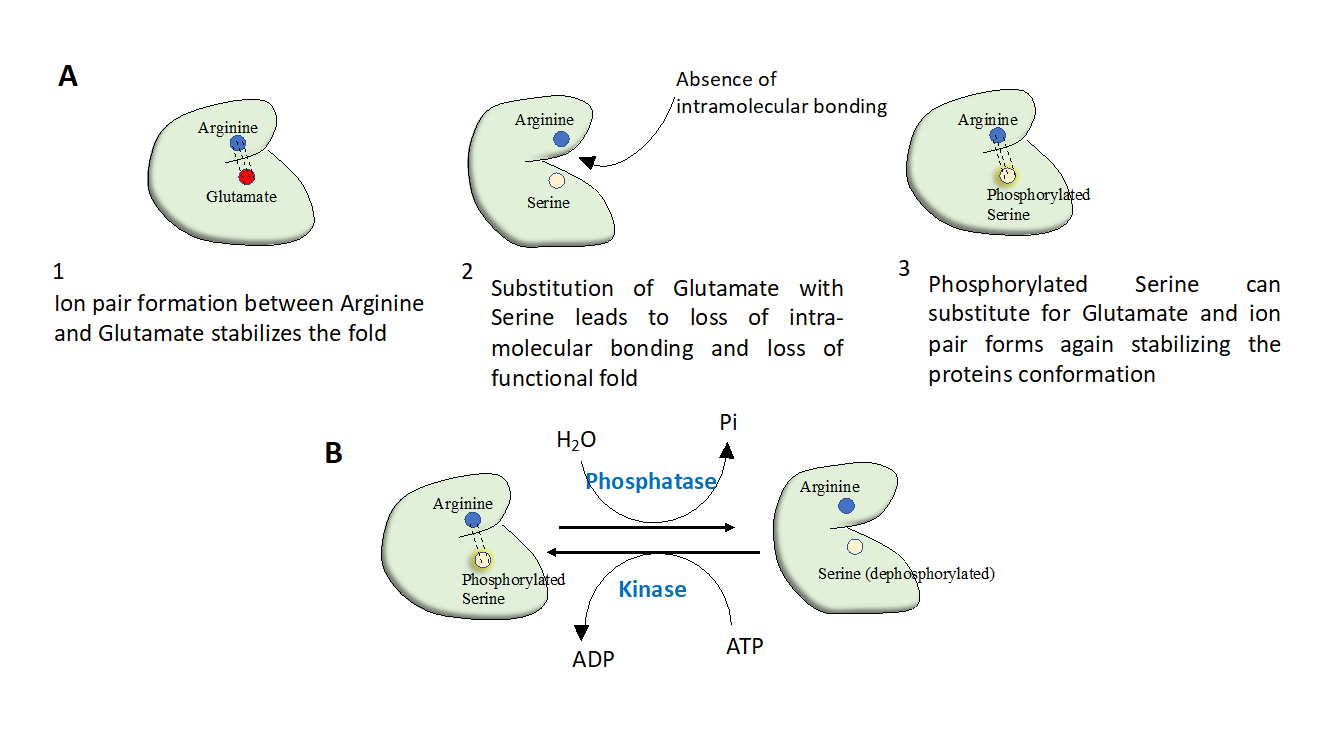 A
Absence of
intramolecular bonding
Arginine
Glutamate
Arginine
Serine
Arginine
Phosphorylated
Serine
1
Ion pair formation between Arginine
and Glutamate stabilizes the fold
2
Substitution of Glutamate with
Serine leads to loss of intra-
molecular bonding and loss of
functional fold
3
Phosphorylated Serine can
substitute for Glutamate and ion
pair forms again stabilizing the
proteins conformation
B
H₂O
Pi
Phosphatase
Arginine
Phosphorylated
Serine
Arginine
Serine (dephosphorylated)
Kinase
ADP
ATP